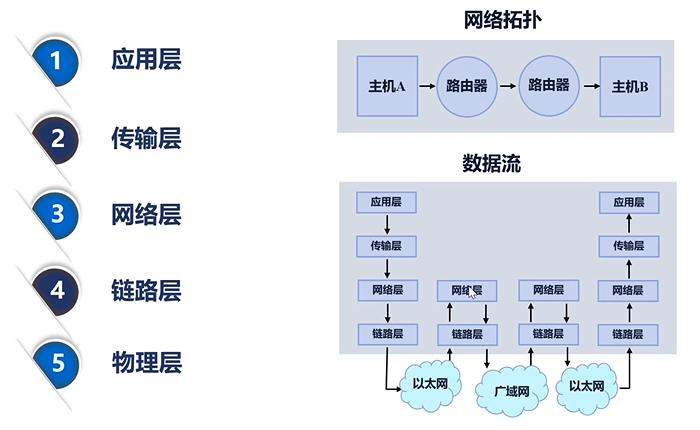 1 应用层
2 传输层
3 网络层
4 链路层
5 物理层
网络拓扑
主机A 路由器 路由器 主机B
数据流
应用层 应用层
传输层 传输层
网络层 网络层 网络层 网络层
链路层 链路层 链路层 链路层
以太网 广域网 以太网